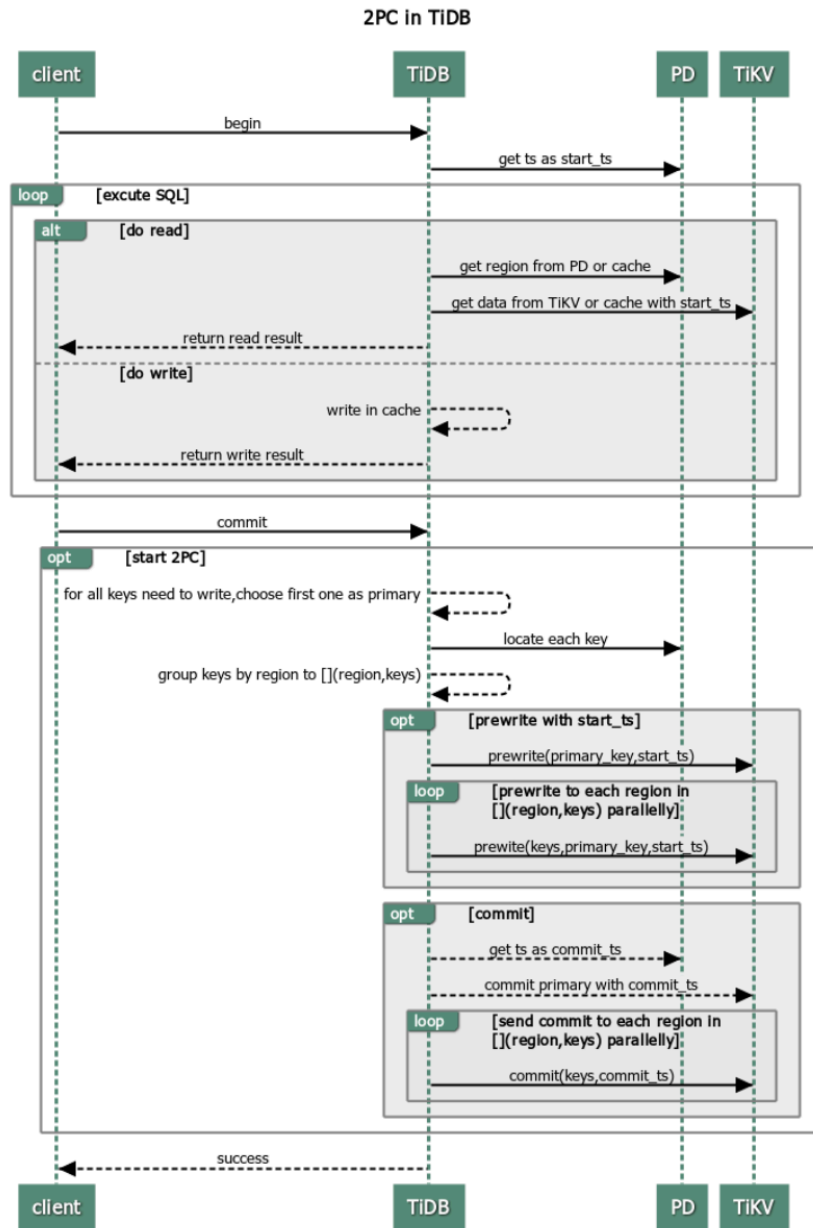 2PC in TiDB
client
TiDB
PD
TiKV
begin
get ts as start_ts
loop
[excute SQL]
alt
[do read]
get region from PD or cache
get data from TiKV or cache with start_ts
return read result
[do write]
write in cache
return write result
commit
opt
[start 2PC]
for all keys need to write,choose first one as primary
locate each key
group keys by region to [](region,keys)
opt
[prewrite with start_ts]
prewrite(primary_key,start_ts)
loop
[prewrite to each region in
[](region,keys) parallelly]
prewite(keys,primary_key,start_ts)
opt
[commit]
get ts as commit_ts
commit primary with commit_ts
loop
[send commit to each region in
[](region,keys) parallelly]
commit(keys,commit_ts)
success
client
TiDB
PD
TiKV